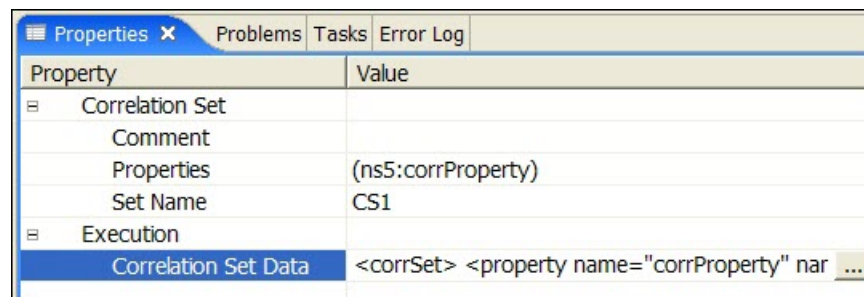 Properties Problems Tasks Error Log
Property Value
Correlation Set
Comment
Properties (ns5:corrProperty)
Set Name CS1
Execution
Correlation Set Data <corrSet> <property name="corrProperty" nar ...